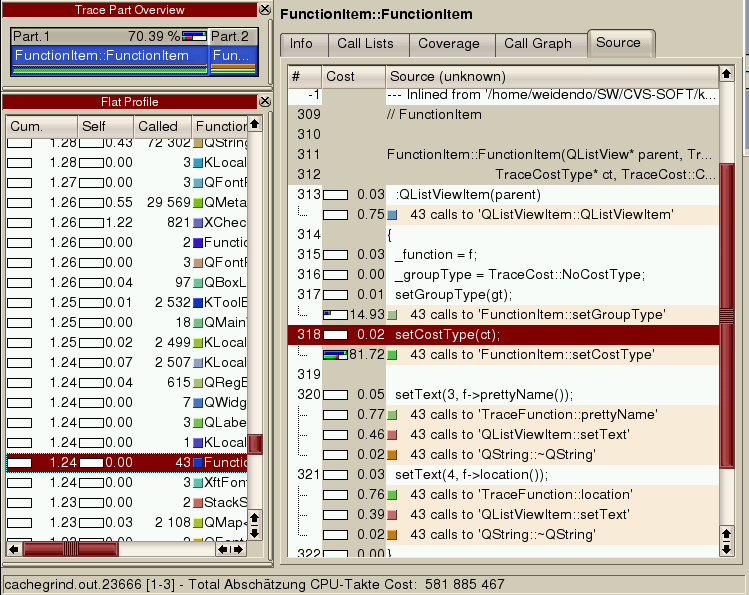 Trace Part Overview
Part.1 70.39 % Part.2
FunctionItem::FunctionItem Fun...
Flat Profile
Cum. Self Called Function
1.28 0.43 72 302 QString
1.28 0.00 3 KLocal
1.27 0.00 3 QFont
1.26 0.55 29 569 QMeta
1.26 1.22 821 XChec
1.26 0.00 2 Functio
1.26 0.00 3 QFont
1.26 0.04 97 QBoxL
1.25 0.01 2 532 KToolB
1.25 0.00 18 QMain
1.25 0.02 2 499 KLocal
1.24 0.07 2 507 KLocal
1.24 0.04 615 QRegE
1.24 0.00 7 QWidg
1.24 0.00 3 QLabe
1.24 0.00 1 KLocal
1.24 0.00 43 Functio
1.24 0.00 3 XftFon
1.23 0.00 2 StackS
1.23 0.03 2 108 QMap<
FunctionItem::FunctionItem
Info Call Lists Coverage Call Graph Source
# Cost Source (unknown)
-1 --- Inlined from '/home/weidendo/SW/CVS-SOFT/k...
309 // FunctionItem
310
311 FunctionItem::FunctionItem(QListView* parent, Tr...
312 TraceCostType* ct, TraceCost::C...
313 0.03 :QListViewItem(parent)
0.75 43 calls to 'QListViewItem::QListViewItem'
314 {
315 0.03 _function = f;
316 0.00 _groupType = TraceCost::NoCostType;
317 0.01 setGroupType(gt);
14.93 43 calls to 'FunctionItem::setGroupType'
318 0.02 setCostType(ct);
81.72 43 calls to 'FunctionItem::setCostType'
319
320 0.05 setText(3, f->prettyName());
0.77 43 calls to 'TraceFunction::prettyName'
0.46 43 calls to 'QListViewItem::setText'
0.02 43 calls to 'QString::~QString'
321 0.03 setText(4, f->location());
0.76 43 calls to 'TraceFunction::location'
0.39 43 calls to 'QListViewItem::setText'
0.02 43 calls to 'QString::~QString'
322 0.00 }
cachegrind.out.23666 [1-3] - Total Abschätzung CPU-Takte Cost: 581 885 467